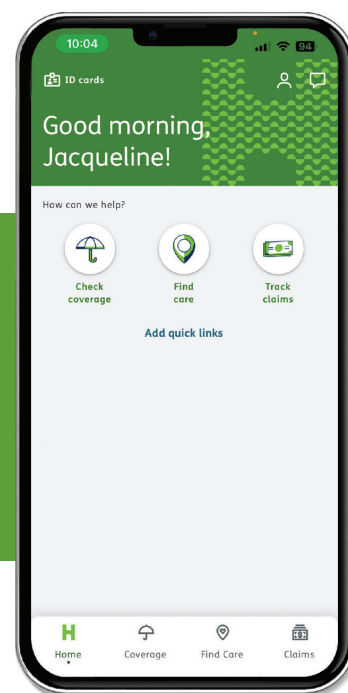 10:04
94
ID cards
Good morning,
Jacqueline!
How can we help?
Check
coverage
Find
care
Track
claims
Add quick links
H
Home
Coverage
Find Care
Claims